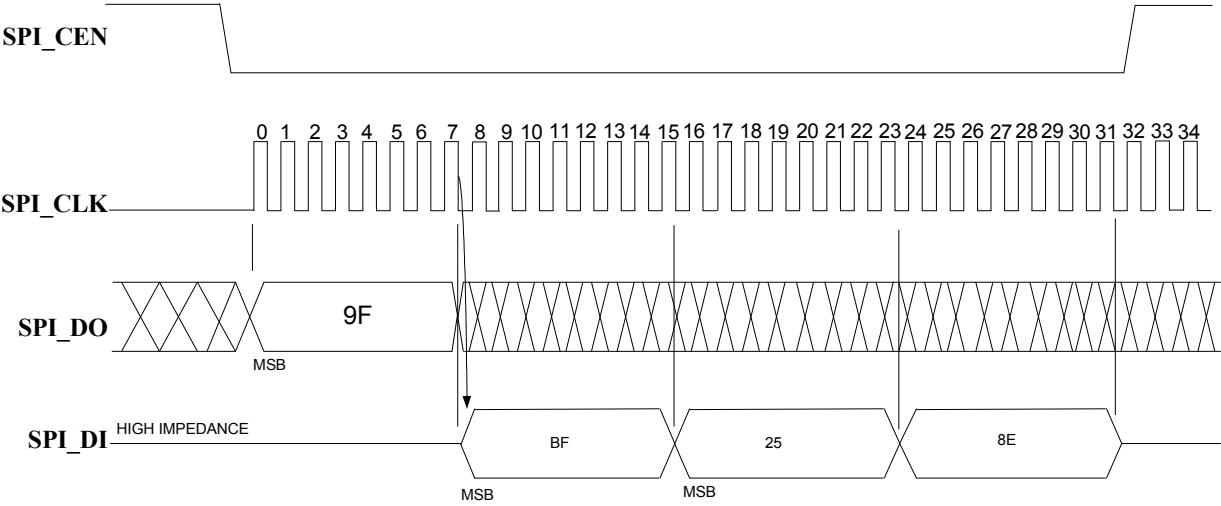 SPI_CEN
0 1 2 3 4 5 6 7 8 9 10 11 12 13 14 15 16 17 18 19 20 21 22 23 24 25 26 27 28 29 30 31 32 33 34
SPI_CLK
SPI_DO
9F
MSB
SPI_DI
HIGH IMPEDANCE
BF
25
8E
MSB
MSB